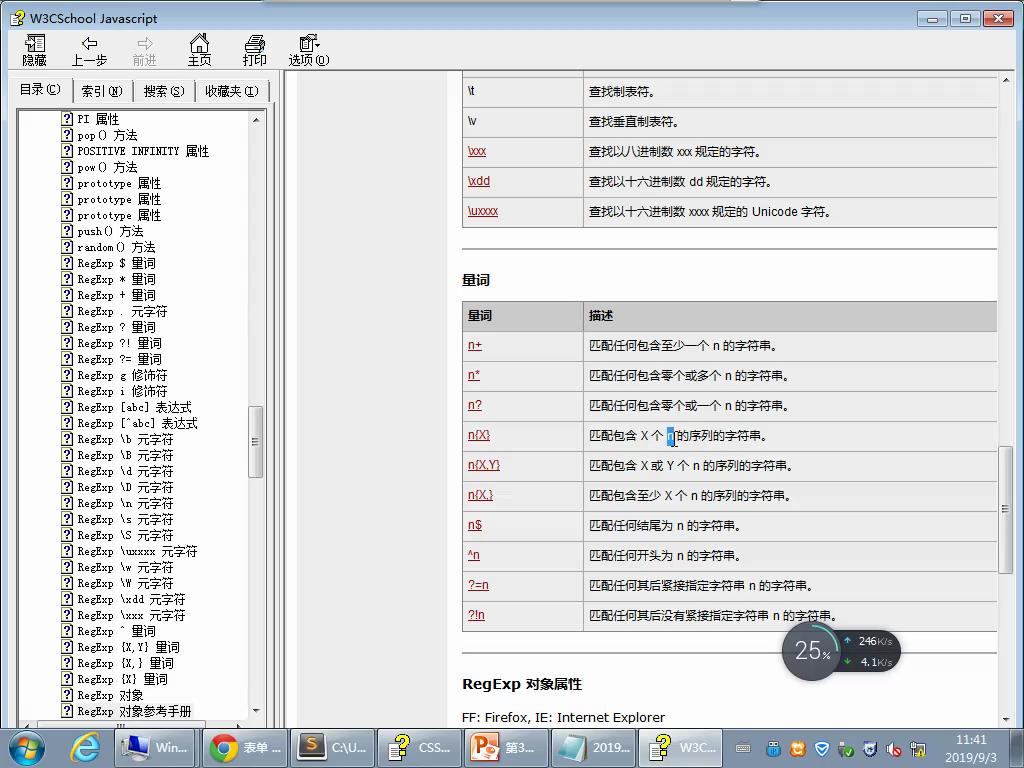 W3CSchool Javascript
隐藏 上一步 前进 主页 打印 选项(O)
目录(C) 索引(N) 搜索(S) 收藏夹(I)
PI 属性
pop() 方法
POSITIVE_INFINITY 属性
pow() 方法
prototype 属性
prototype 属性
prototype 属性
push() 方法
random() 方法
RegExp $ 量词
RegExp * 量词
RegExp + 量词
RegExp . 元字符
RegExp ? 量词
RegExp ?! 量词
RegExp ?= 量词
RegExp g 修饰符
RegExp i 修饰符
RegExp [abc] 表达式
RegExp [^abc] 表达式
RegExp \b 元字符
RegExp \B 元字符
RegExp \d 元字符
RegExp \D 元字符
RegExp \n 元字符
RegExp \s 元字符
RegExp \S 元字符
RegExp \uxxxx 元字符
RegExp \w 元字符
RegExp \W 元字符
RegExp \xdd 元字符
RegExp \xxx 元字符
RegExp ^ 量词
RegExp {X,Y} 量词
RegExp {X,} 量词
RegExp {X} 量词
RegExp 对象
RegExp 对象参考手册
\t 查找制表符。
\v 查找垂直制表符。
\xxx 查找以八进制数 xxx 规定的字符。
\xdd 查找以十六进制数 dd 规定的字符。
\uxxxx 查找以十六进制数 xxxx 规定的 Unicode 字符。
量词
量词 描述
n+ 匹配任何包含至少一个 n 的字符串。
n* 匹配任何包含零个或多个 n 的字符串。
n? 匹配任何包含零个或一个 n 的字符串。
n{X} 匹配包含 X 个 n 的序列的字符串。
n{X,Y} 匹配包含 X 或 Y 个 n 的序列的字符串。
n{X,} 匹配包含至少 X 个 n 的序列的字符串。
n$ 匹配任何结尾为 n 的字符串。
^n 匹配任何开头为 n 的字符串。
?=n 匹配任何其后紧接指定字符串 n 的字符串。
?!n 匹配任何其后没有紧接指定字符串 n 的字符串。
25% 246K/s
4.1K/s
RegExp 对象属性
FF: Firefox, IE: Internet Explorer
Win... 表单 ... C:\U... CSS... 第3... 2019... W3C...
11:41
2019/9/3